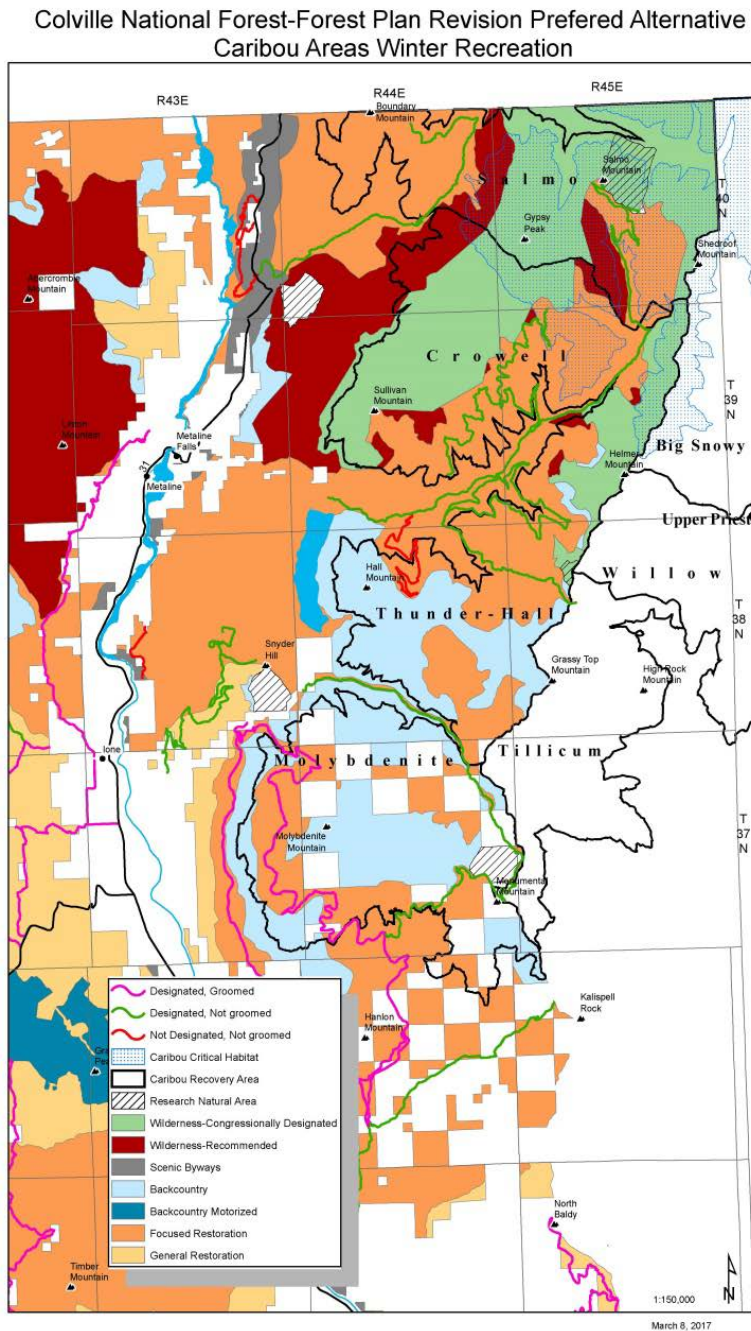 Colville National Forest-Forest Plan Revision Prefered Alternative
Caribou Areas Winter Recreation
R43E
R44E
R45E
Boundary
Mountain
Salmo
Salmo
Mountain
T
40
N
Gypsy
Peak
Shedroof
Mountain
Abercrombie
Mountain
Crowell
T
39
N
Sullivan
Mountain
Linton
Mountain
Metaline
Falls
31
Metaline
Big Snowy
Helmer
Mountain
Upper Priest
Hall
Mountain
Willow
Thunder-Hall
T
38
N
Snyder
Hill
Grassy Top
Mountain
High Rock
Mountain
Ione
Molybdenite
Tillicum
Molybdenite
Mountain
T
37
N
Monumental
Mountain
Kalispell
Rock
Hanlon
Mountain
Designated, Groomed
Designated, Not groomed
Not Designated, Not groomed
Caribou Critical Habitat
Caribou Recovery Area
Research Natural Area
Wilderness-Congressionally Designated
Wilderness-Recommended
Scenic Byways
Backcountry
Backcountry Motorized
Focused Restoration
General Restoration
North
Baldy
Timber
Mountain
1:150,000
N
March 8, 2017